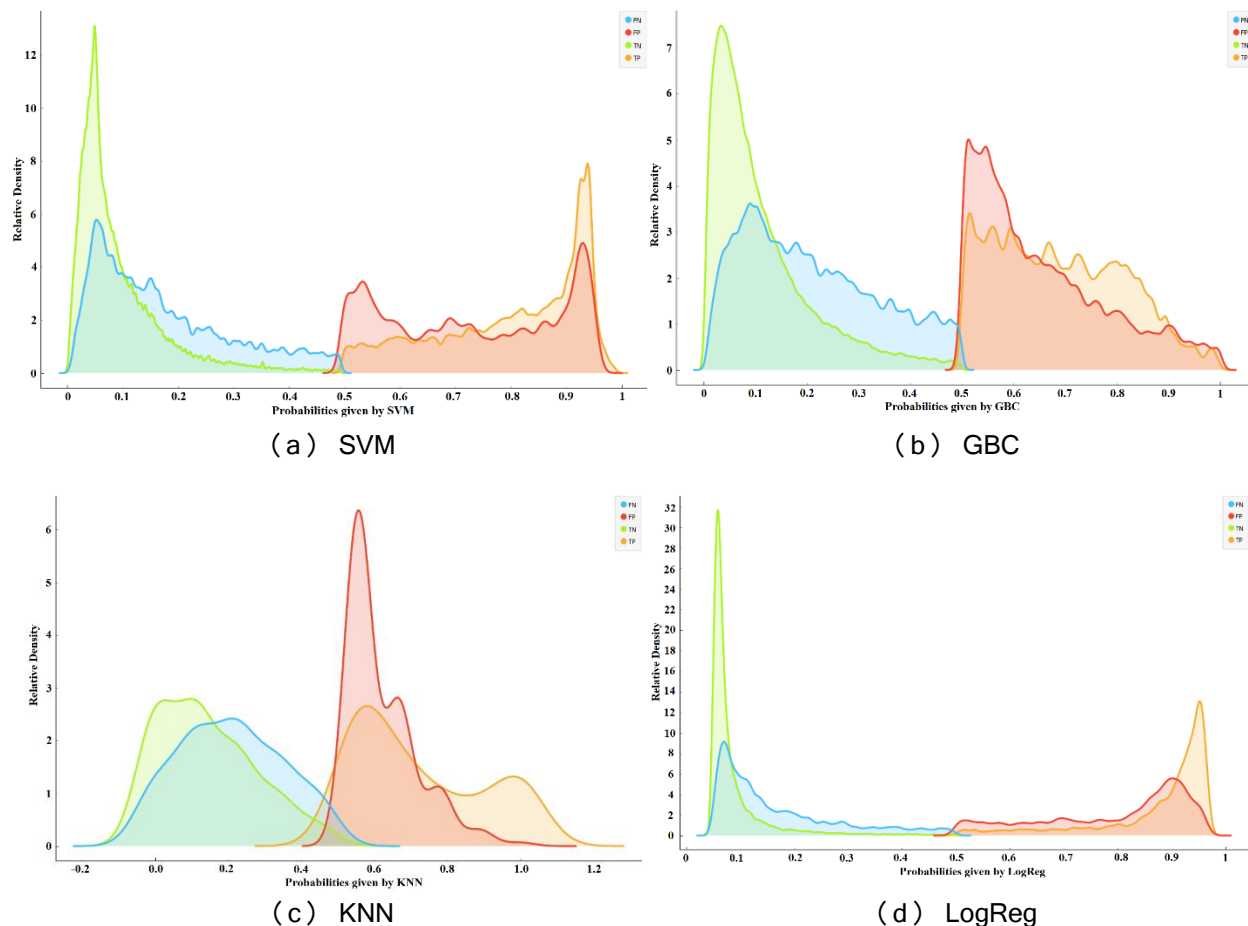 FN
FP
TN
TP
12
10
8
6
4
2
0
Relative Density
0 0.1 0.2 0.3 0.4 0.5 0.6 0.7 0.8 0.9 1
Probabilities given by SVM
(a) SVM
FN
FP
TN
TP
7
6
5
4
3
2
1
0
Relative Density
0 0.1 0.2 0.3 0.4 0.5 0.6 0.7 0.8 0.9 1
Probabilities given by GBC
(b) GBC
FN
FP
TN
TP
6
5
4
3
2
1
0
Relative Density
-0.2 0.0 0.2 0.4 0.6 0.8 1.0 1.2
Probabilities given by KNN
(c) KNN
FN
FP
TN
TP
32
30
28
26
24
22
20
18
16
14
12
10
8
6
4
2
0
Relative Density
0 0.1 0.2 0.3 0.4 0.5 0.6 0.7 0.8 0.9 1
Probabilities given by LogReg
(d) LogReg